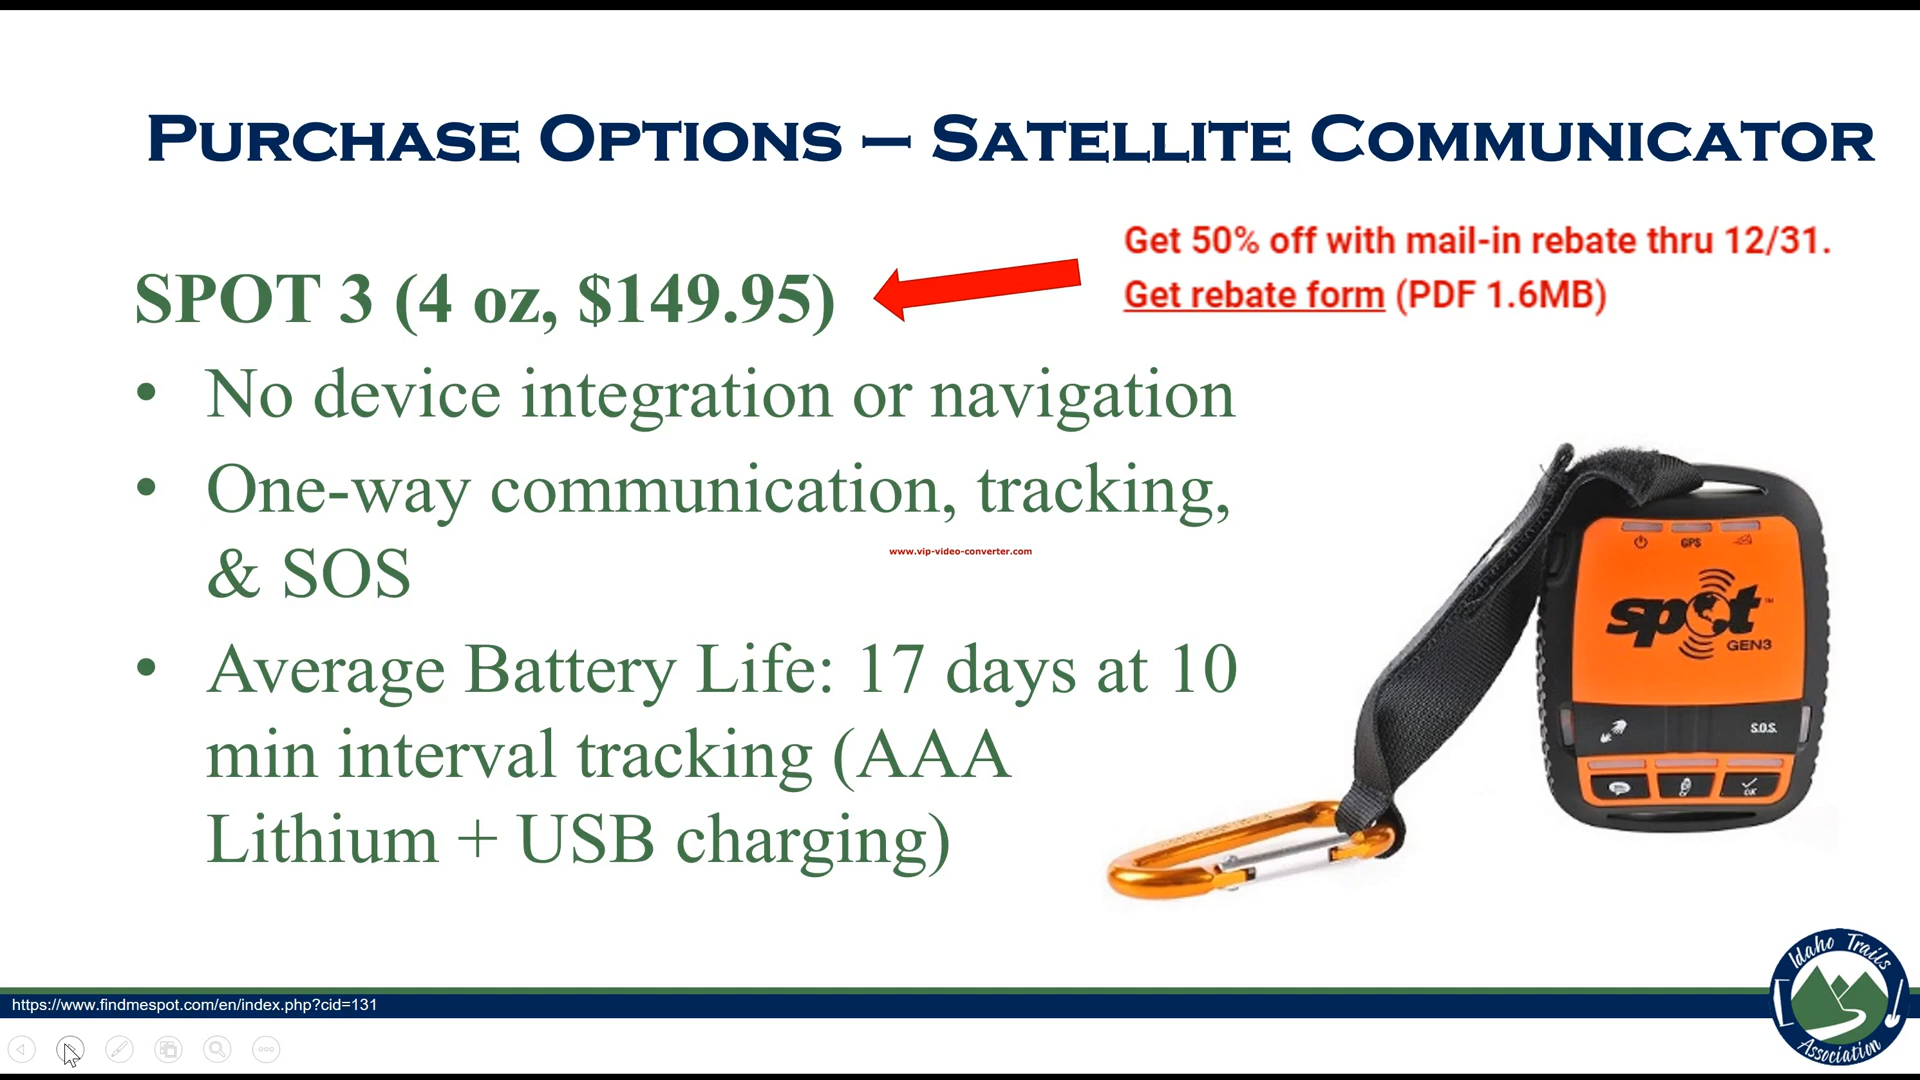 Purchase Options – Satellite Communicator
Get 50% off with mail-in rebate thru 12/31.
Get rebate form (PDF 1.6MB)
SPOT 3 (4 oz, $149.95)
• No device integration or navigation
• One-way communication, tracking,
& SOS
www.vip-video-converter.com
• Average Battery Life: 17 days at 10
min interval tracking (AAA
Lithium + USB charging)
GPS
spot™
GEN3
S.O.S.
OK
https://www.findmespot.com/en/index.php?cid=131
Idaho Trails
Association